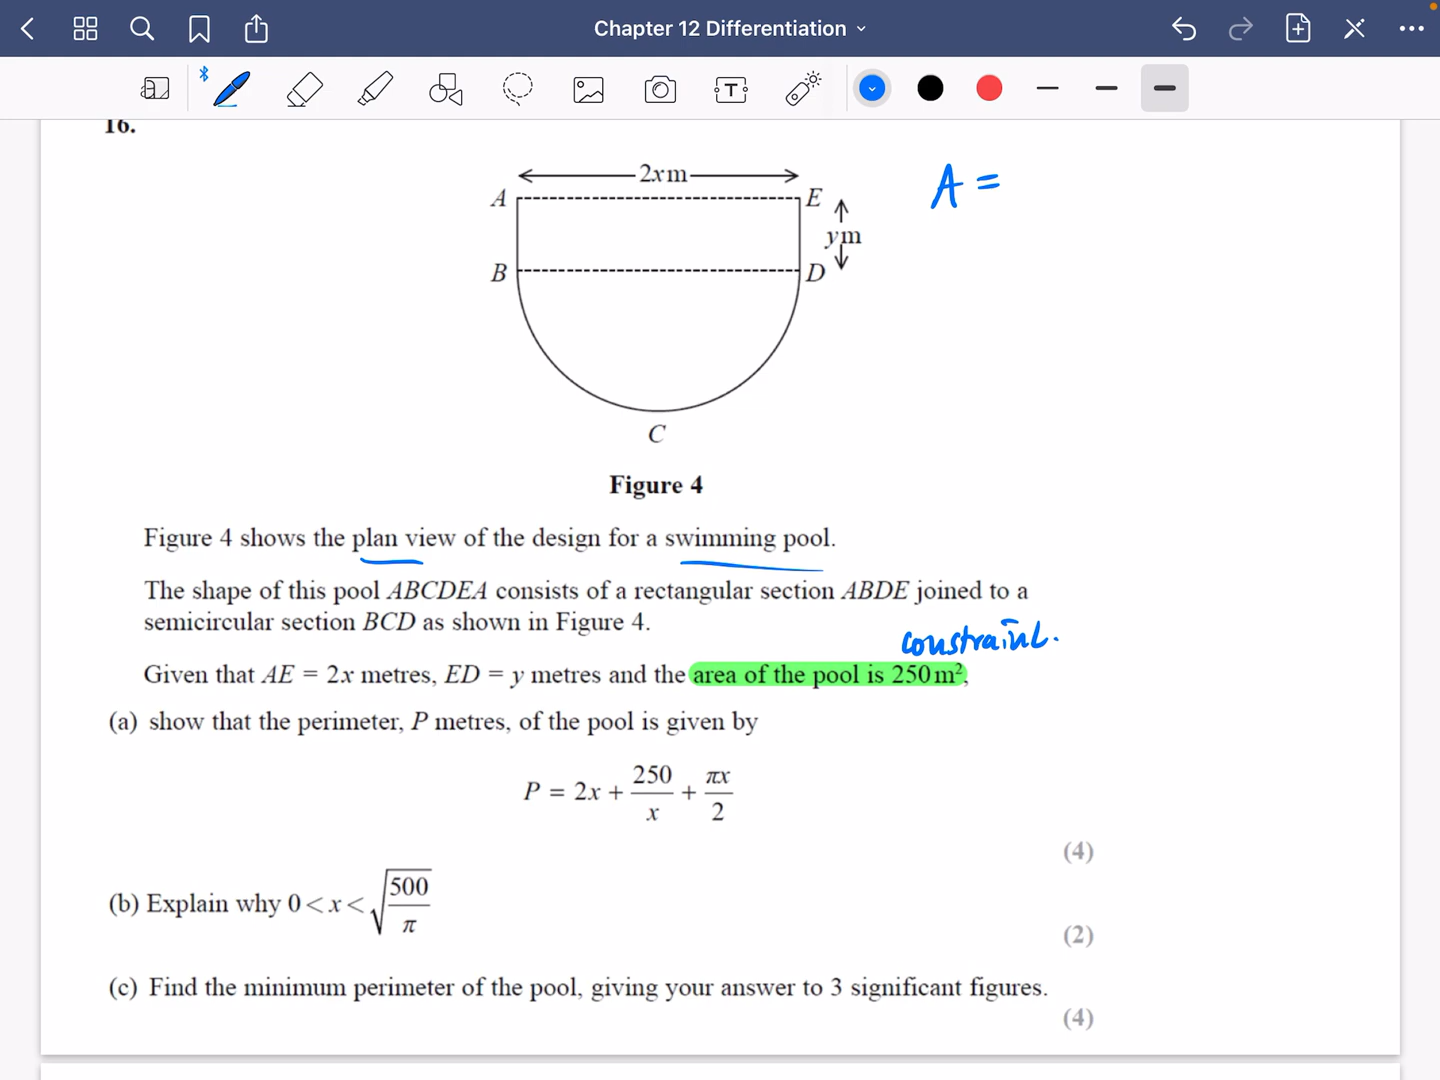 Chapter 12 Differentiation
16.
2x m
A
E
A =
y m
B
D
C
Figure 4
Figure 4 shows the plan view of the design for a swimming pool.
The shape of this pool ABCDEA consists of a rectangular section ABDE joined to a
semicircular section BCD as shown in Figure 4.
constraint.
Given that AE = 2x metres, ED = y metres and the area of the pool is 250 m²,
(a) show that the perimeter, P metres, of the pool is given by
P = 2x + 250/x + πx/2
(4)
(b) Explain why 0 < x < √(500/π)
(2)
(c) Find the minimum perimeter of the pool, giving your answer to 3 significant figures.
(4)